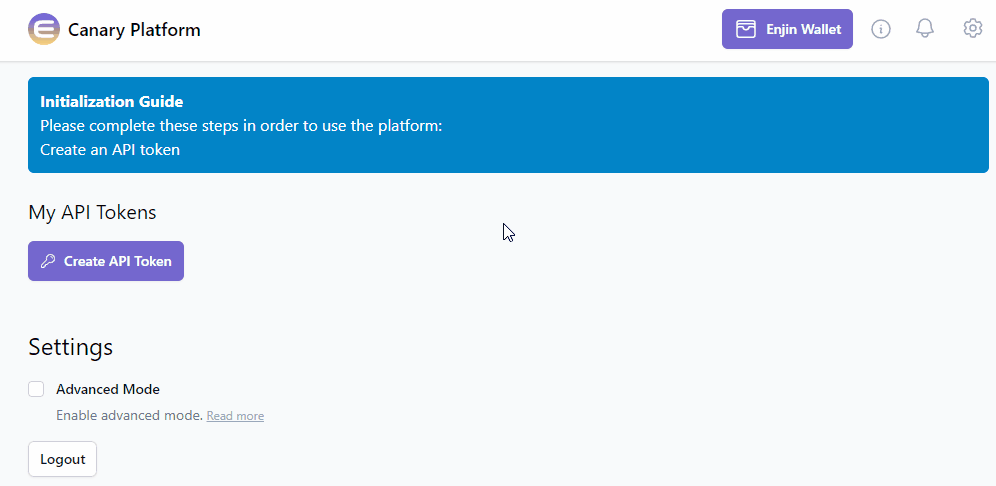 Canary Platform
Enjin Wallet
Initialization Guide
Please complete these steps in order to use the platform:
Create an API token
My API Tokens
Create API Token
Settings
Advanced Mode
Enable advanced mode. Read more
Logout